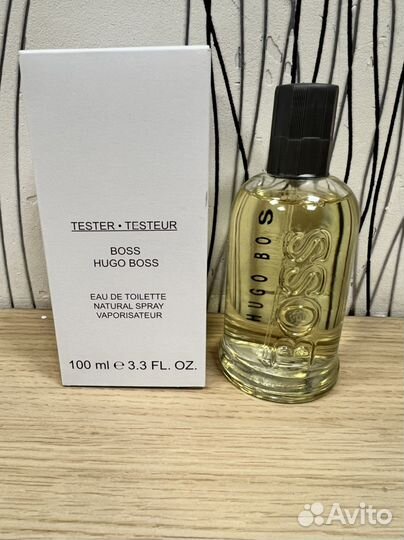 TESTER • TESTEUR
BOSS
HUGO BOSS
EAU DE TOILETTE
NATURAL SPRAY
VAPORISATEUR
100 ml ℮ 3.3 FL. OZ.
HUGO BOSS
BOSS
Avito